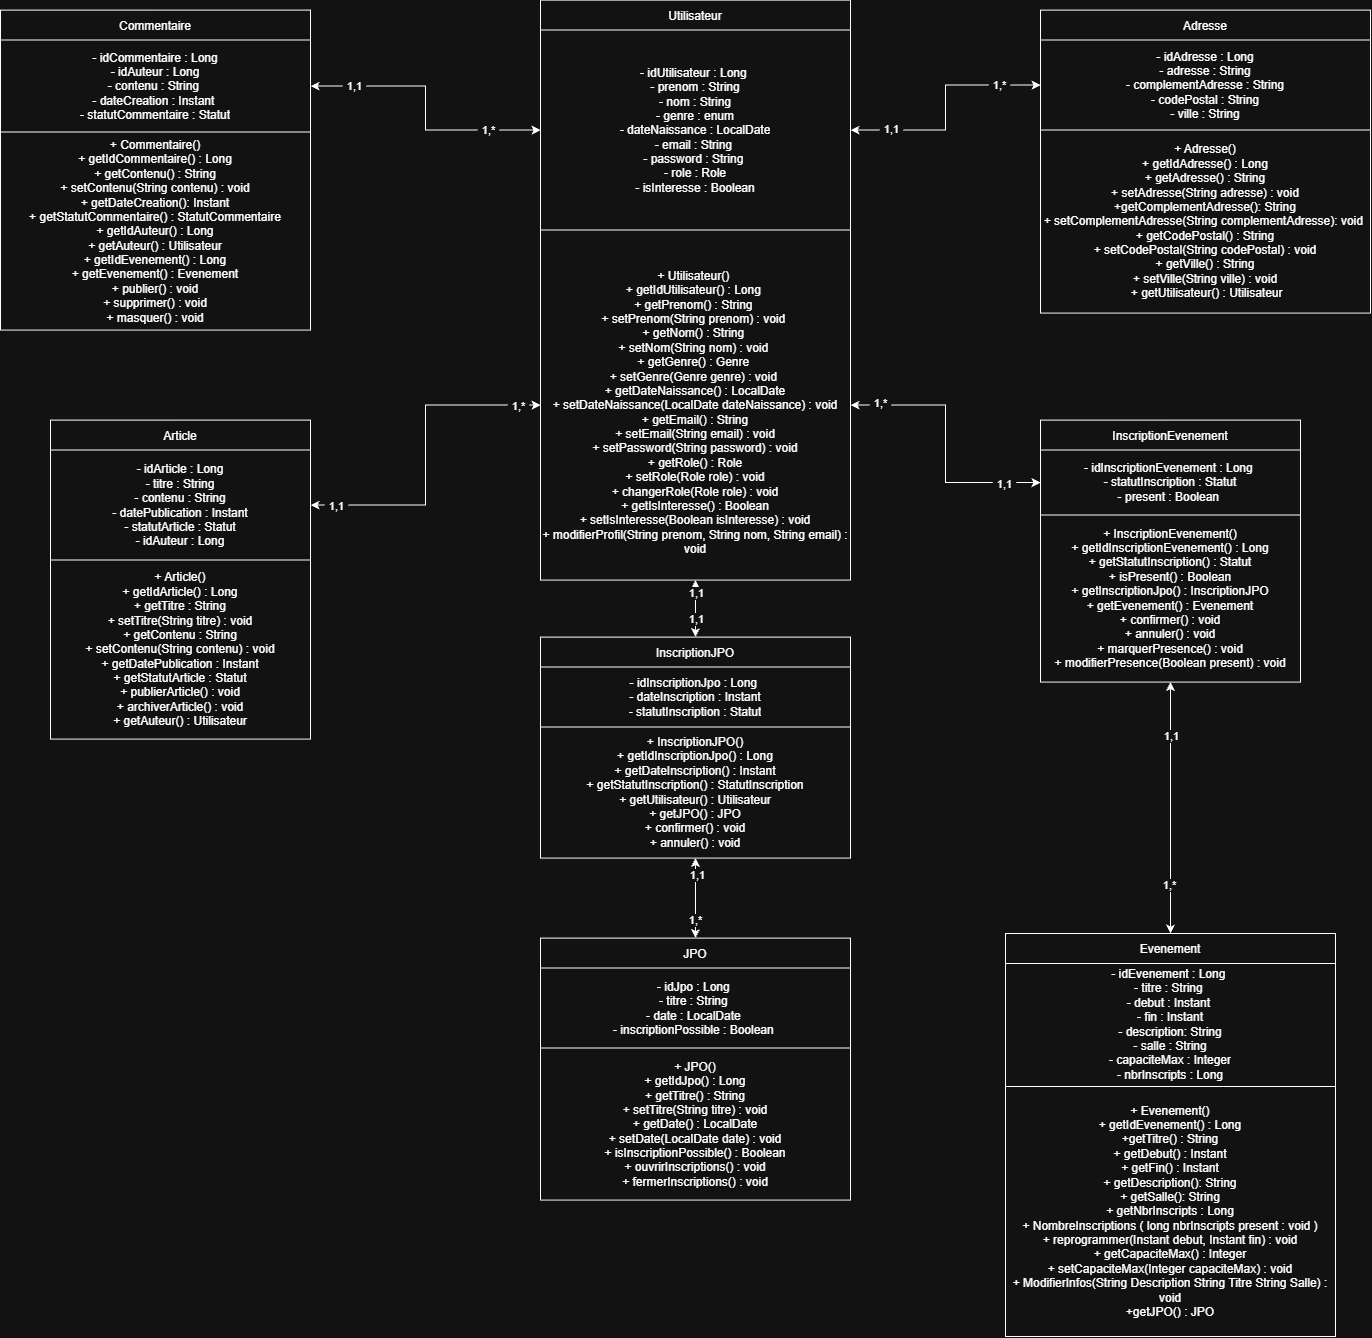 Commentaire
- idCommentaire : Long
- idAuteur : Long
- contenu : String
- dateCreation : Instant
- statutCommentaire : Statut
+ Commentaire()
+ getIdCommentaire() : Long
+ getContenu() : String
+ setContenu(String contenu) : void
+ getDateCreation(): Instant
+ getStatutCommentaire() : StatutCommentaire
+ getIdAuteur() : Long
+ getAuteur() : Utilisateur
+ getIdEvenement() : Long
+ getEvenement() : Evenement
+ publier() : void
+ supprimer() : void
+ masquer() : void
1,1
1,*
Utilisateur
- idUtilisateur : Long
- prenom : String
- nom : String
- genre : enum
- dateNaissance : LocalDate
- email : String
- password : String
- role : Role
- isInteresse : Boolean
+ Utilisateur()
+ getIdUtilisateur() : Long
+ getPrenom() : String
+ setPrenom(String prenom) : void
+ getNom() : String
+ setNom(String nom) : void
+ getGenre() : Genre
+ setGenre(Genre genre) : void
+ getDateNaissance() : LocalDate
+ setDateNaissance(LocalDate dateNaissance) : void
+ getEmail() : String
+ setEmail(String email) : void
+ setPassword(String password) : void
+ getRole() : Role
+ setRole(Role role) : void
+ changerRole(Role role) : void
+ getIsInteresse() : Boolean
+ setIsInteresse(Boolean isInteresse) : void
+ modifierProfil(String prenom, String nom, String email) :
void
1,*
1,1
Adresse
- idAdresse : Long
- adresse : String
- complementAdresse : String
- codePostal : String
- ville : String
+ Adresse()
+ getIdAdresse() : Long
+ getAdresse() : String
+ setAdresse(String adresse) : void
+getComplementAdresse(): String
+ setComplementAdresse(String complementAdresse): void
+ getCodePostal() : String
+ setCodePostal(String codePostal) : void
+ getVille() : String
+ setVille(String ville) : void
+ getUtilisateur() : Utilisateur
1,*
1,1
Article
- idArticle : Long
- titre : String
- contenu : String
- datePublication : Instant
- statutArticle : Statut
- idAuteur : Long
+ Article()
+ getIdArticle() : Long
+ getTitre : String
+ setTitre(String titre) : void
+ getContenu : String
+ setContenu(String contenu) : void
+ getDatePublication : Instant
+ getStatutArticle : Statut
+ publierArticle() : void
+ archiverArticle() : void
+ getAuteur() : Utilisateur
1,*
1,1
InscriptionEvenement
- idInscriptionEvenement : Long
- statutInscription : Statut
- present : Boolean
+ InscriptionEvenement()
+ getIdInscriptionEvenement() : Long
+ getStatutInscription() : Statut
+ isPresent() : Boolean
+ getInscriptionJpo() : InscriptionJPO
+ getEvenement() : Evenement
+ confirmer() : void
+ annuler() : void
+ marquerPresence() : void
+ modifierPresence(Boolean present) : void
1,1
1,1
InscriptionJPO
- idInscriptionJpo : Long
- dateInscription : Instant
- statutInscription : Statut
+ InscriptionJPO()
+ getIdInscriptionJpo() : Long
+ getDateInscription() : Instant
+ getStatutInscription() : StatutInscription
+ getUtilisateur() : Utilisateur
+ getJPO() : JPO
+ confirmer() : void
+ annuler() : void
1,1
1,*
JPO
- idJpo : Long
- titre : String
- date : LocalDate
- inscriptionPossible : Boolean
+ JPO()
+ getIdJpo() : Long
+ getTitre() : String
+ setTitre(String titre) : void
+ getDate() : LocalDate
+ setDate(LocalDate date) : void
+ isInscriptionPossible() : Boolean
+ ouvrirInscriptions() : void
+ fermerInscriptions() : void
1,1
1,*
Evenement
- idEvenement : Long
- titre : String
- debut : Instant
- fin : Instant
- description: String
- salle : String
- capaciteMax : Integer
- nbrInscripts : Long
+ Evenement()
+ getIdEvenement() : Long
+getTitre() : String
+ getDebut() : Instant
+ getFin() : Instant
+ getDescription(): String
+ getSalle(): String
+ getNbrInscripts : Long
+ NombreInscriptions ( long nbrInscripts present : void )
+ reprogrammer(Instant debut, Instant fin) : void
+ getCapaciteMax() : Integer
+ setCapaciteMax(Integer capaciteMax) : void
+ ModifierInfos(String Description String Titre String Salle) :
void
+getJPO() : JPO